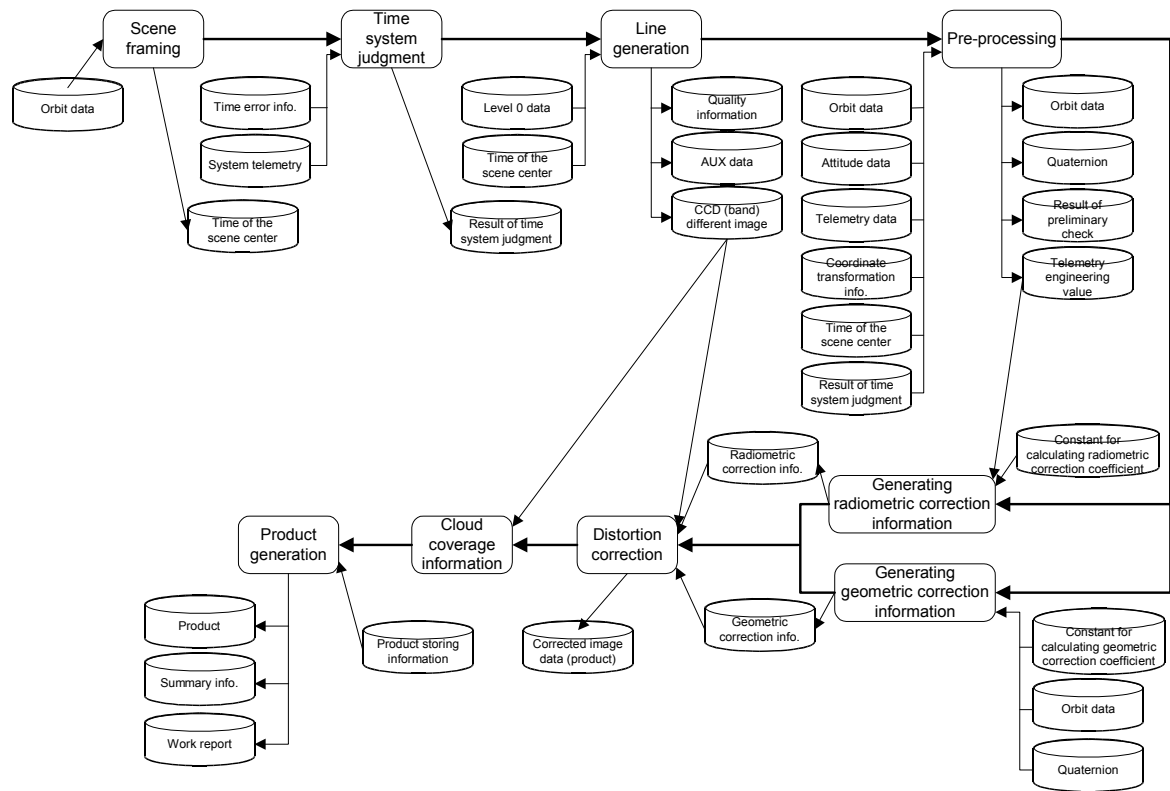 Scene
framing
Time
system
judgment
Line
generation
Pre-processing
Orbit data
Time error info.
System telemetry
Time of the
scene center
Result of time
system judgment
Level 0 data
Time of the
scene center
Quality
information
AUX data
CCD (band)
different image
Orbit data
Attitude data
Telemetry data
Coordinate
transformation
info.
Time of the
scene center
Result of time
system judgment
Orbit data
Quaternion
Result of
preliminary
check
Telemetry
engineering
value
Constant for
calculating radiometric
correction coefficient
Radiometric
correction info.
Generating
radiometric correction
information
Product
generation
Cloud
coverage
information
Distortion
correction
Generating
geometric correction
information
Product
Summary info.
Work report
Product storing
information
Corrected image
data (product)
Geometric
correction info.
Constant for
calculating geometric
correction coefficient
Orbit data
Quaternion